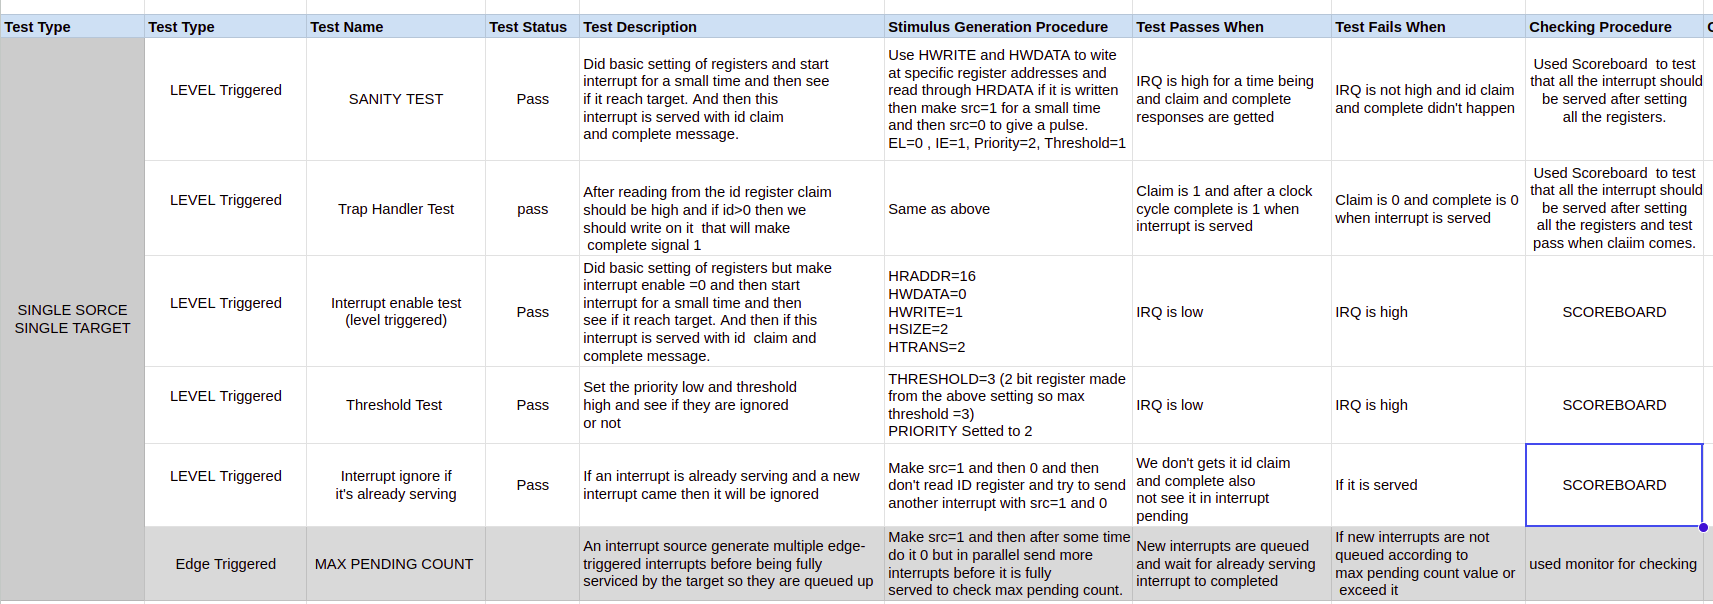 Test Type
Test Type
Test Name
Test Status
Test Description
Stimulus Generation Procedure
Test Passes When
Test Fails When
Checking Procedure
SINGLE SORCE
SINGLE TARGET
LEVEL Triggered
SANITY TEST
Pass
Did basic setting of registers and start
interrupt for a small time and then see
if it reach target. And then this
interrupt is served with id claim
and complete message.
Use HWRITE and HWDATA to wite
at specific register addresses and
read through HRDATA if it is written
then make src=1 for a small time
and then src=0 to give a pulse.
EL=0 , IE=1, Priority=2, Threshold=1
IRQ is high for a time being
and claim and complete
responses are getted
IRQ is not high and id claim
and complete didn't happen
Used Scoreboard  to test
that all the interrupt should
be served after setting
all the registers.
LEVEL Triggered
Trap Handler Test
pass
After reading from the id register claim
should be high and if id>0 then we
should write on it  that will make
complete signal 1
Same as above
Claim is 1 and after a clock
cycle complete is 1 when
interrupt is served
Claim is 0 and complete is 0
when interrupt is served
Used Scoreboard  to test
that all the interrupt should
be served after setting
all the registers and test
pass when claiim comes.
LEVEL Triggered
Interrupt enable test
(level triggered)
Pass
Did basic setting of registers but make
interrupt enable =0 and then start
interrupt for a small time and then
see if it reach target. And then if this
interrupt is served with id  claim and
complete message.
HRADDR=16
HWDATA=0
HWRITE=1
HSIZE=2
HTRANS=2
IRQ is low
IRQ is high
SCOREBOARD
LEVEL Triggered
Threshold Test
Pass
Set the priority low and threshold
high and see if they are ignored
or not
THRESHOLD=3 (2 bit register made
from the above setting so max
threshold =3)
PRIORITY Setted to 2
IRQ is low
IRQ is high
SCOREBOARD
LEVEL Triggered
Interrupt ignore if
it's already serving
Pass
If an interrupt is already serving and a new
interrupt came then it will be ignored
Make src=1 and then 0 and then
don't read ID register and try to send
another interrupt with src=1 and 0
We don't gets it id claim
and complete also
not see it in interrupt
pending
If it is served
SCOREBOARD
Edge Triggered
MAX PENDING COUNT
An interrupt source generate multiple edge-
triggered interrupts before being fully
serviced by the target so they are queued up
Make src=1 and then after some time
do it 0 but in parallel send more
interrupts before it is fully
served to check max pending count.
New interrupts are queued
and wait for already serving
interrupt to completed
If new interrupts are not
queued according to
max pending count value or
exceed it
used monitor for checking